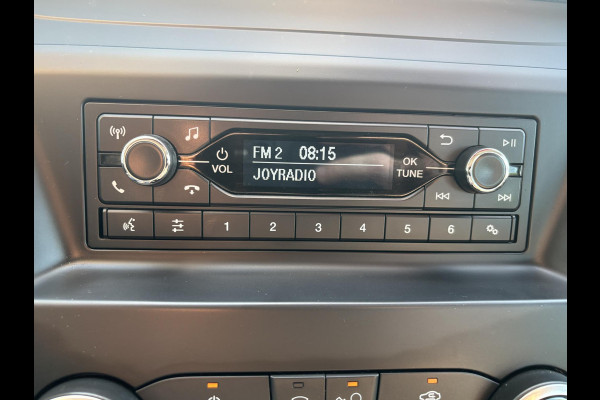 FM 2 08:15
JOYRADIO
VOL
OK
TUNE
1 2 3 4 5 6